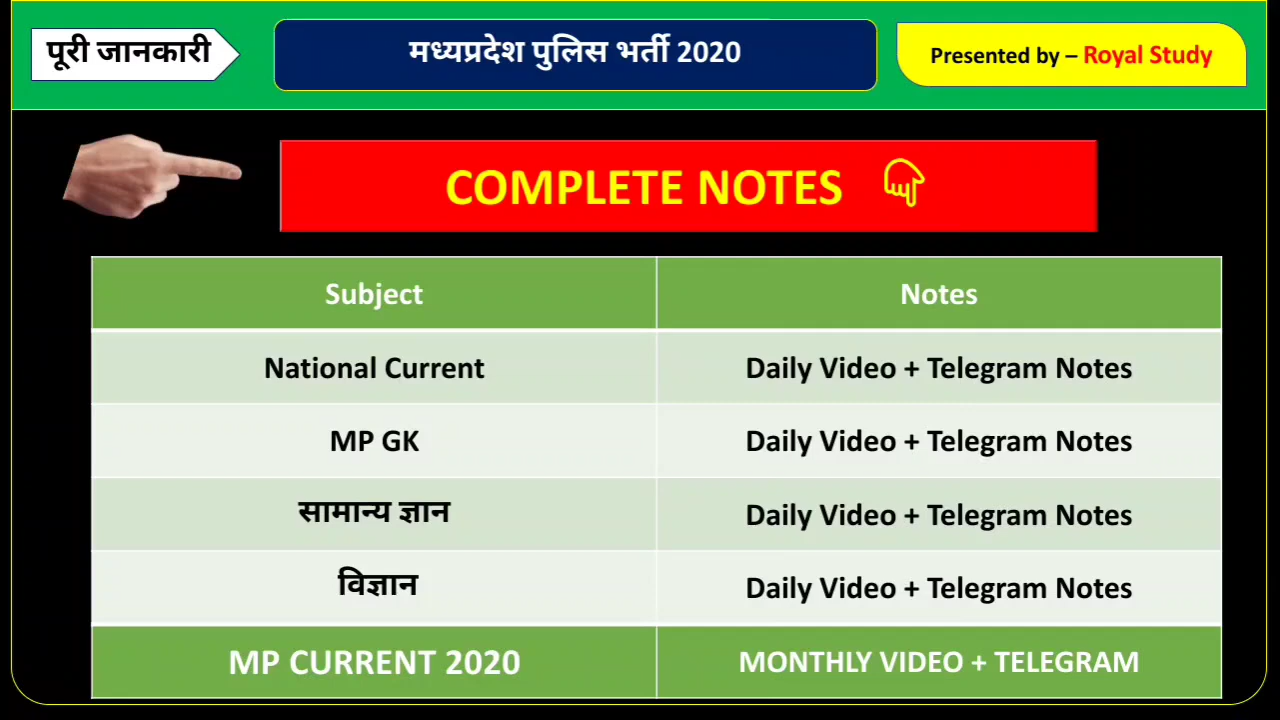 पूरी जानकारी
मध्यप्रदेश पुलिस भर्ती 2020
Presented by – Royal Study
COMPLETE NOTES
Subject Notes
National Current Daily Video + Telegram Notes
MP GK Daily Video + Telegram Notes
सामान्य ज्ञान Daily Video + Telegram Notes
विज्ञान Daily Video + Telegram Notes
MP CURRENT 2020 MONTHLY VIDEO + TELEGRAM